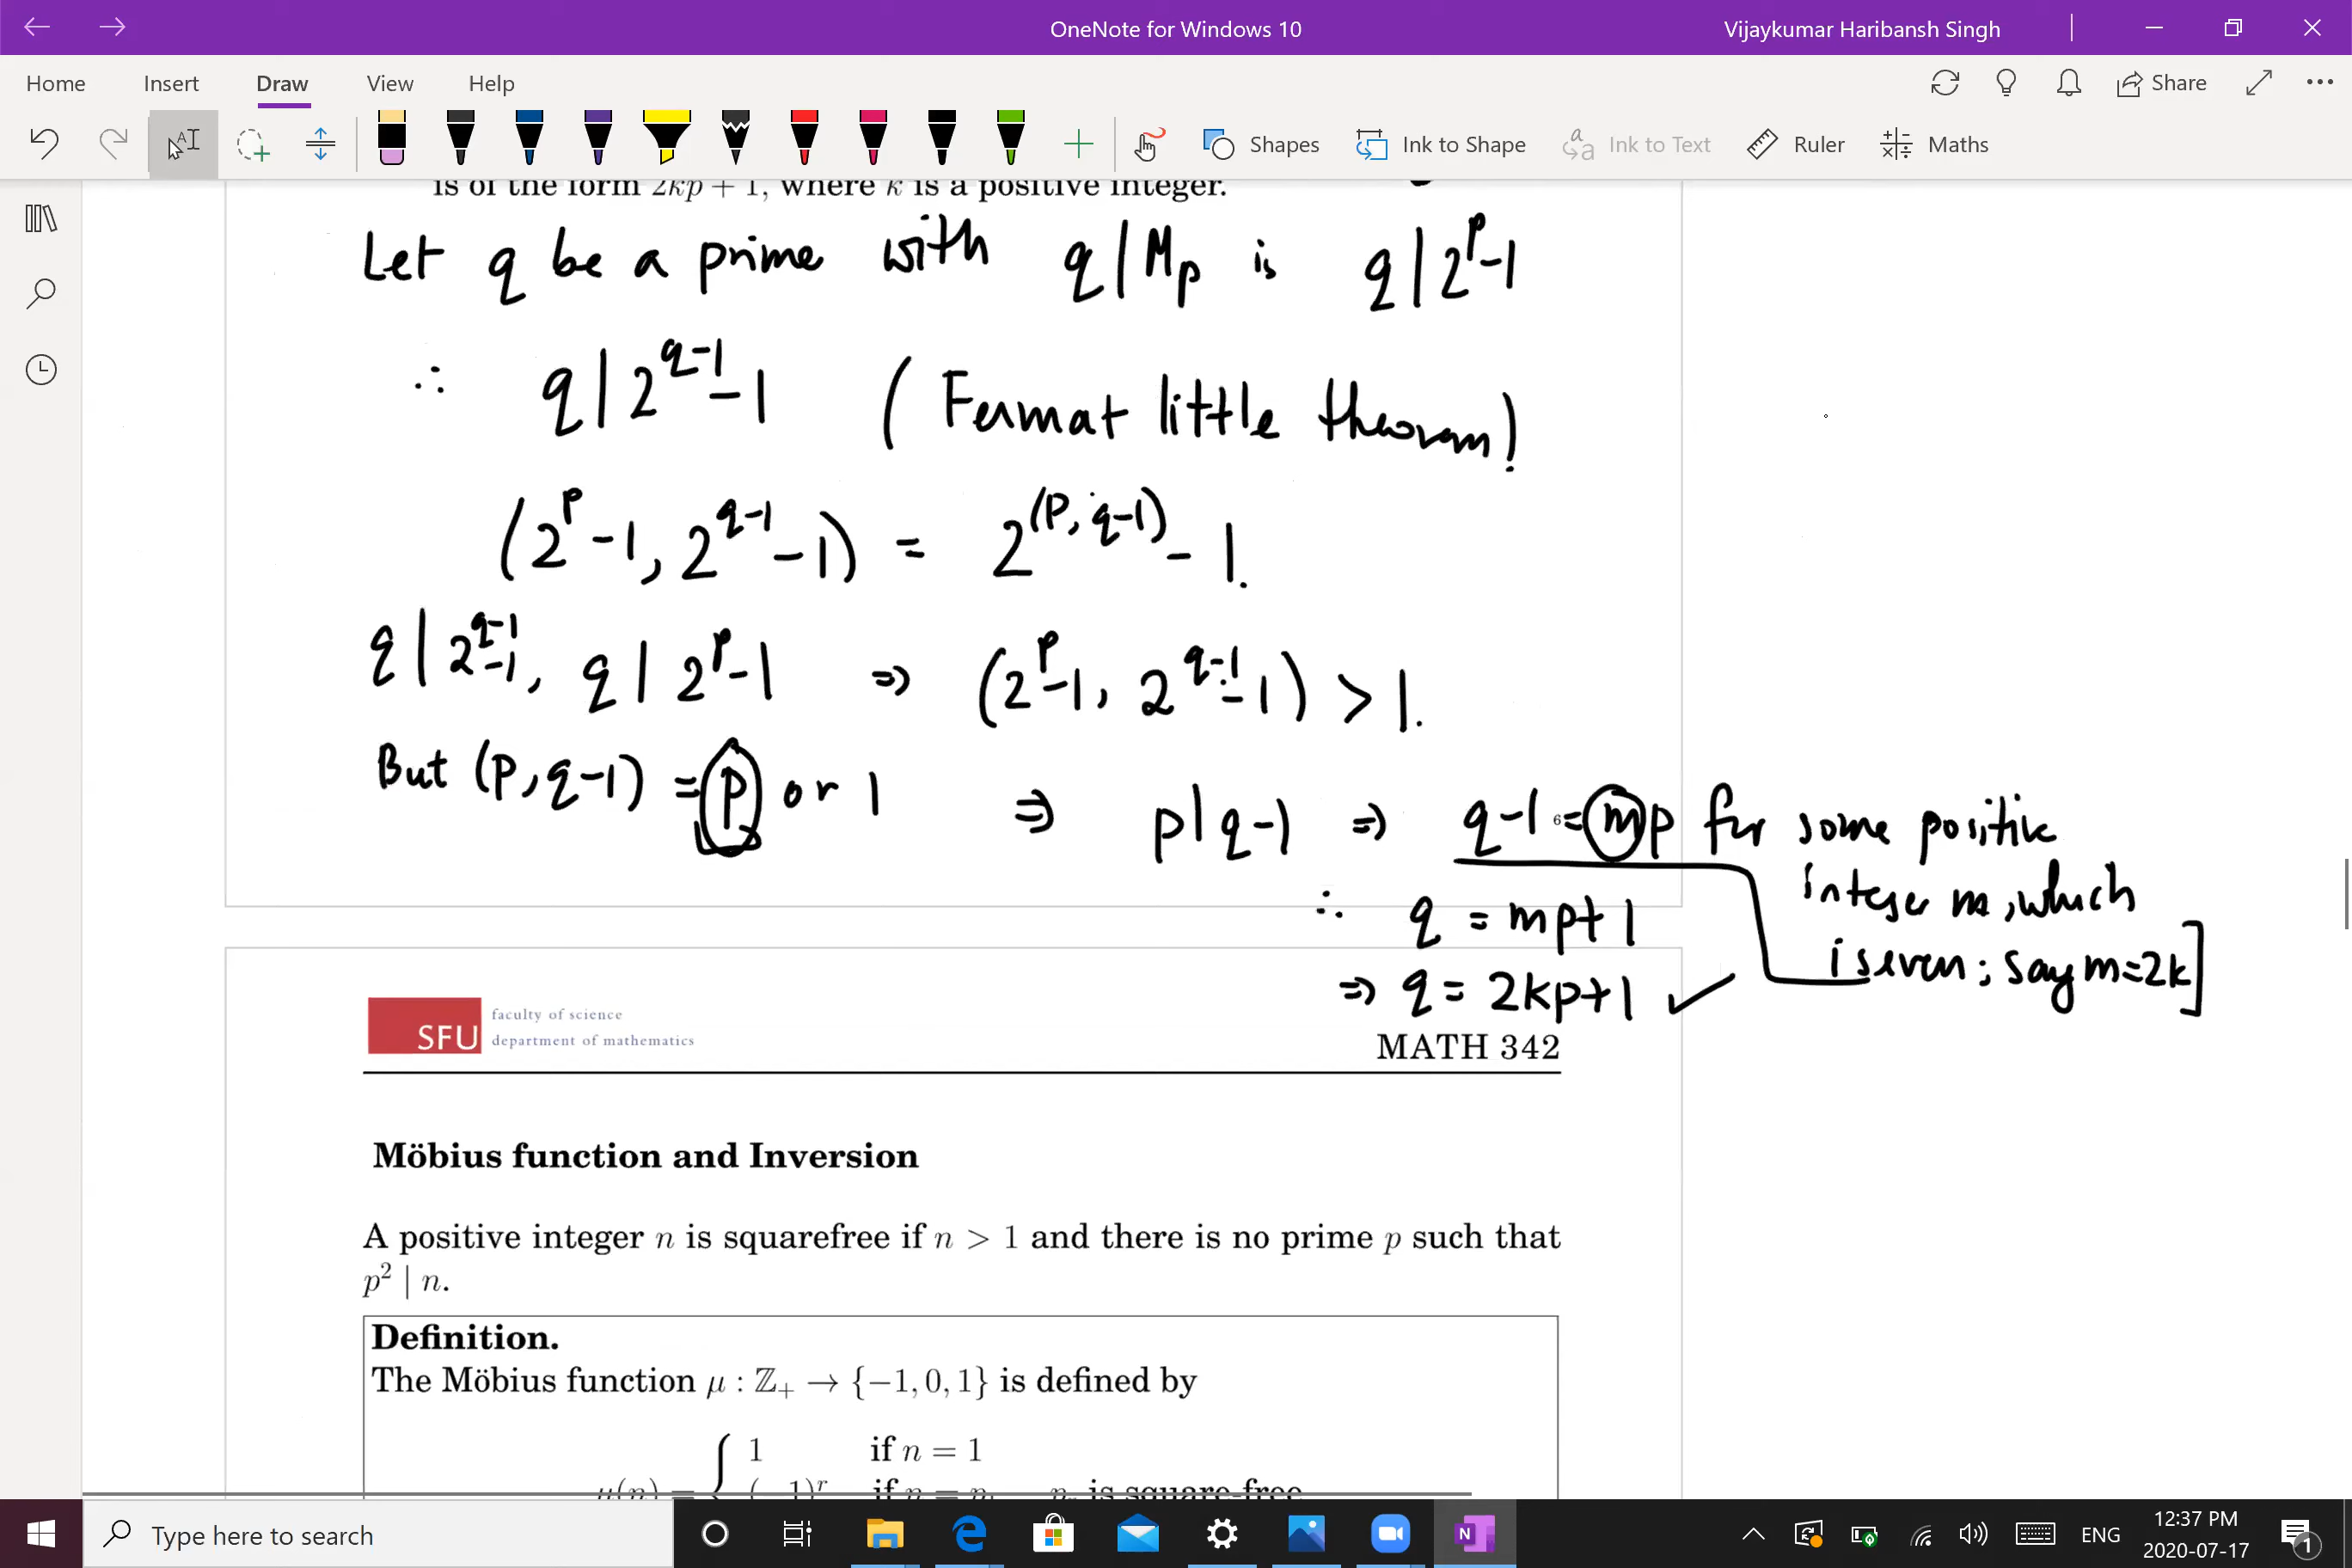 OneNote for Windows 10
Vijaykumar Haribansh Singh
Home Insert Draw View Help
Share
Shapes Ink to Shape Ink to Text Ruler Maths
is of the form 2kp + 1, where k is a positive integer.
Let q be a prime with q | Mp is q | 2^p - 1
∴ q | 2^{q-1} - 1 ( Fermat little theorem )
(2^p - 1, 2^{q-1} - 1) = 2^{(p, q-1)} - 1.
q | 2^{q-1} - 1, q | 2^p - 1 ⇒ (2^p - 1, 2^{q-1} - 1) > 1.
But (p, q-1) = p or 1 ⇒ p | q-1 ⇒ q-1 = mp for some positive
6
integer m, which
is even; say m=2k]
∴ q = mp+1
⇒ q = 2kp+1 ✓
SFU
faculty of science
department of mathematics
MATH 342
Möbius function and Inversion
A positive integer n is squarefree if n > 1 and there is no prime p such that
p² | n.
Definition.
The Möbius function μ : ℤ₊ → {−1, 0, 1} is defined by
1 if n = 1
Type here to search
N
ENG
12:37 PM
2020-07-17
1